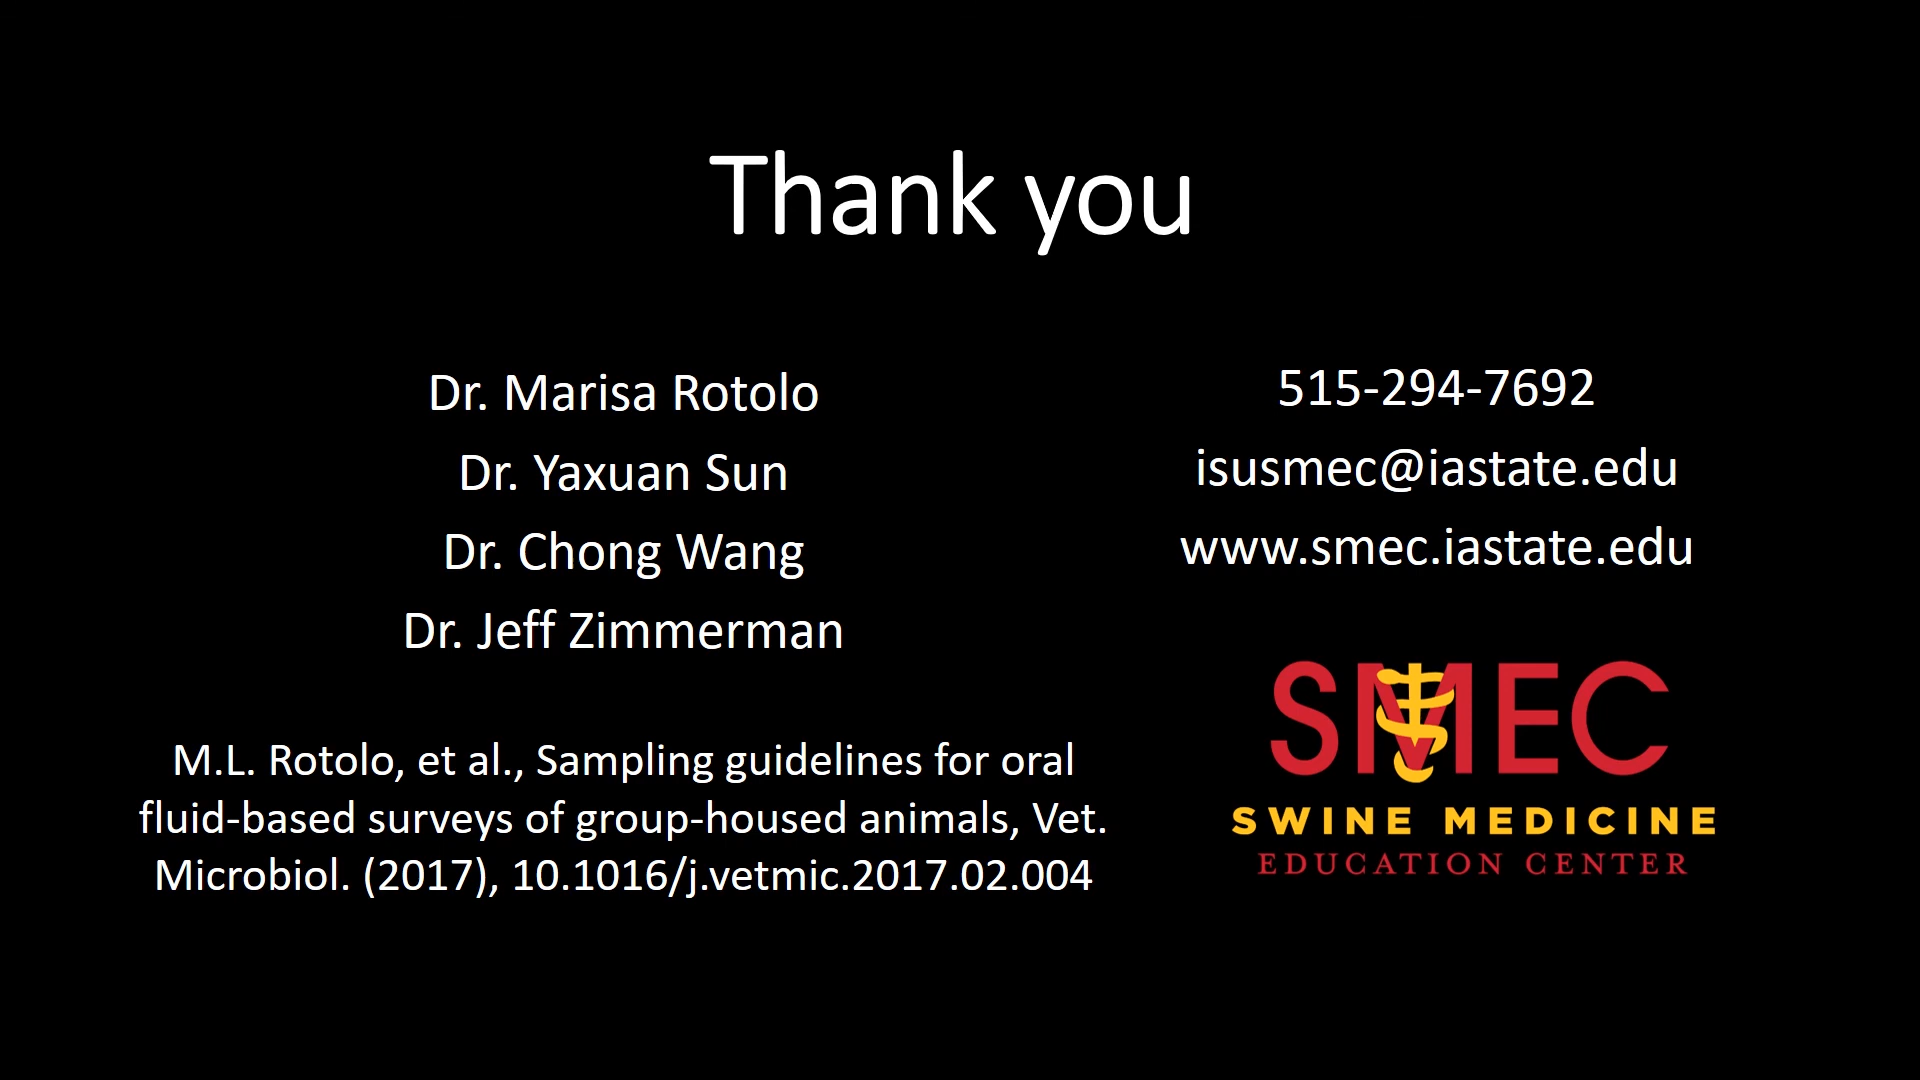 Thank you
Dr. Marisa Rotolo
Dr. Yaxuan Sun
Dr. Chong Wang
Dr. Jeff Zimmerman
M.L. Rotolo, et al., Sampling guidelines for oral
fluid-based surveys of group-housed animals, Vet.
Microbiol. (2017), 10.1016/j.vetmic.2017.02.004
515-294-7692
isusmec@iastate.edu
www.smec.iastate.edu
SMEC
SWINE MEDICINE
EDUCATION CENTER